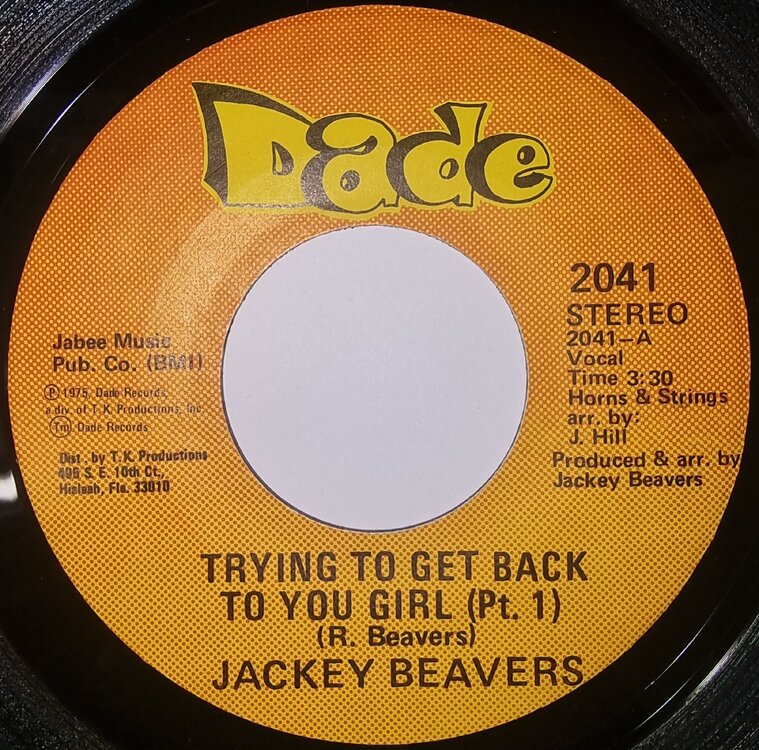 Dade
2041
STEREO
2041-A
Vocal
Time 3:30
Horns & Strings
arr. by:
J. Hill
Produced & arr. by
Jackey Beavers
Jabee Music
Pub. Co. (BMI)
Ⓟ 1975, Dade Records,
a div. of T.K. Productions, Inc.
Tm Dade Records
Dist. by T.K. Productions
495 S. E. 10th Ct.,
Hialeah, Fla. 33010
TRYING TO GET BACK
TO YOU GIRL (Pt. 1)
(R. Beavers)
JACKEY BEAVERS